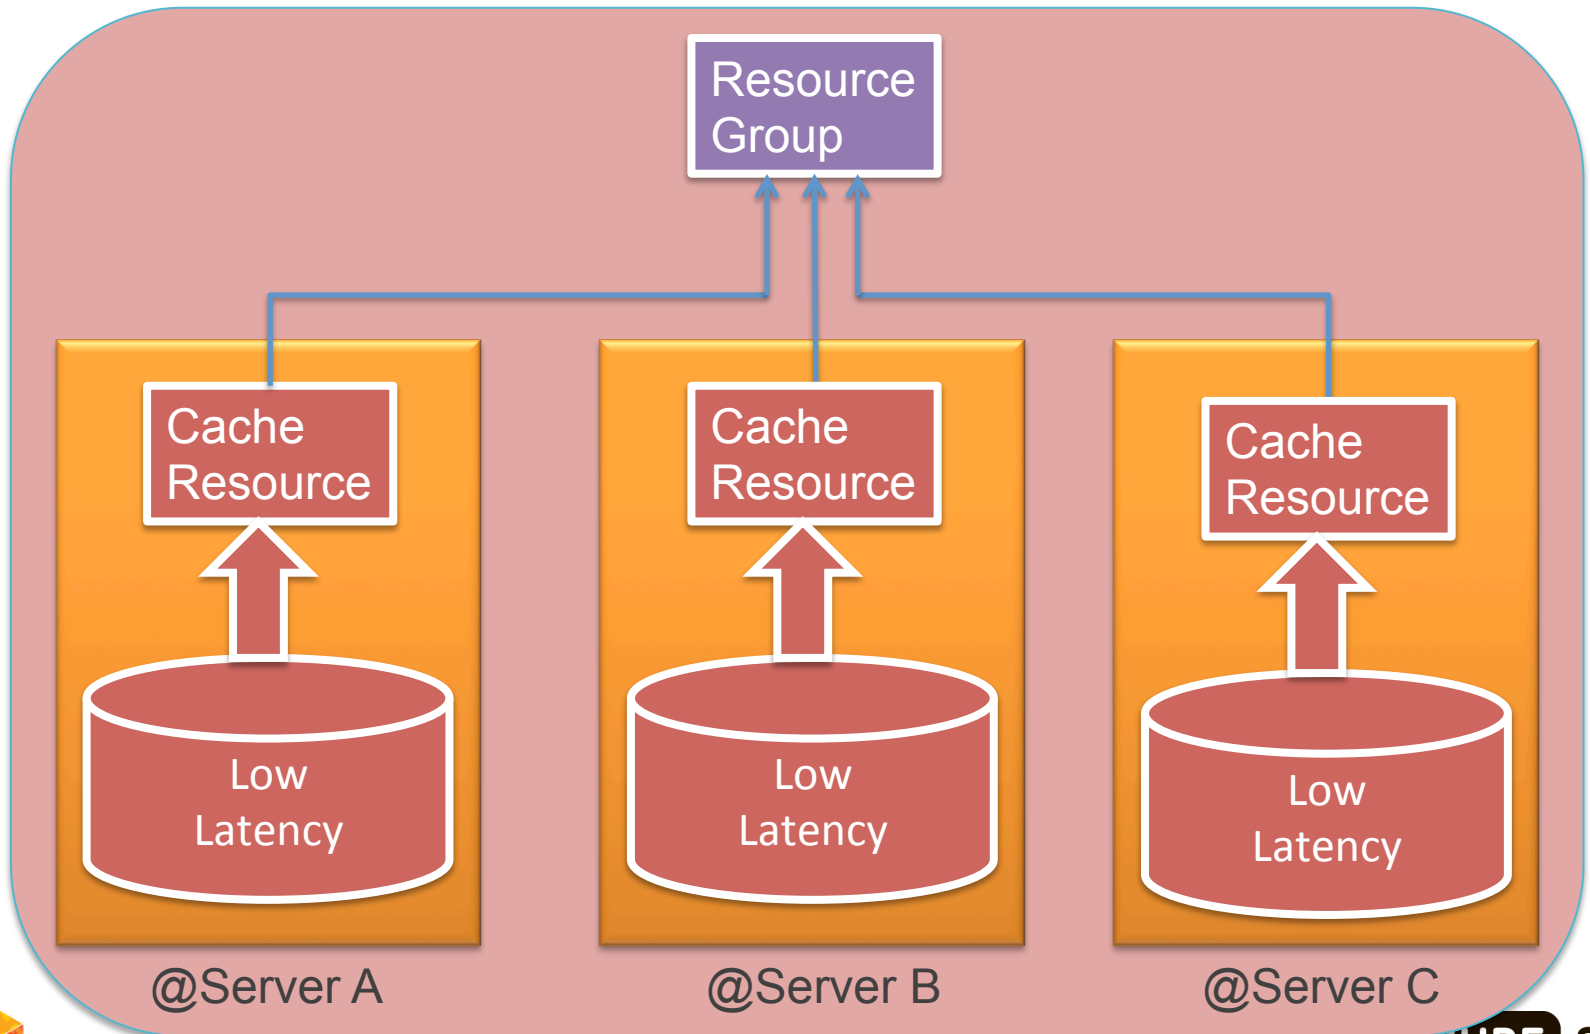 Resource
Group
Cache
Resource
Cache
Resource
Cache
Resource
Low
Latency
Low
Latency
Low
Latency
@Server A
@Server B
@Server C